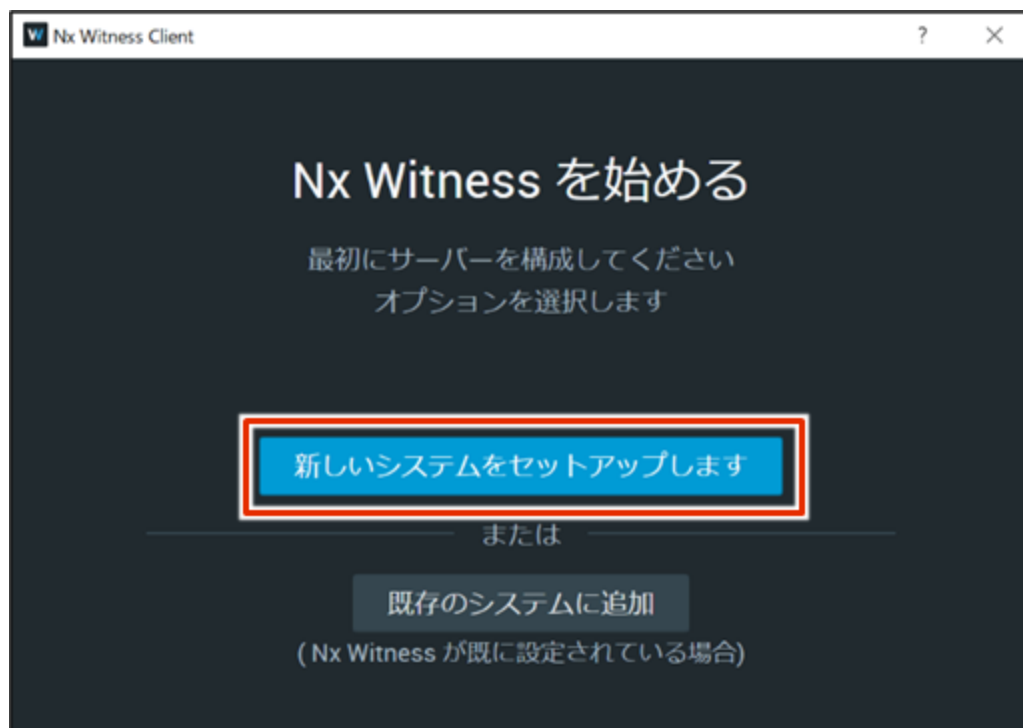 Nx Witness Client
Nx Witness を始める
最初にサーバーを構成してください
オプションを選択します
新しいシステムをセットアップします
または
既存のシステムに追加
( Nx Witness が既に設定されている場合)